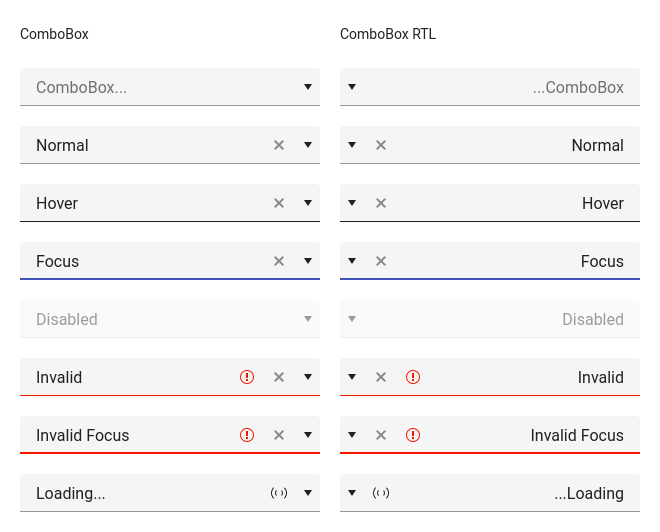 ComboBox
ComboBox RTL
ComboBox...
...ComboBox
Normal
Normal
Hover
Hover
Focus
Focus
Disabled
Disabled
Invalid
Invalid
Invalid Focus
Invalid Focus
Loading...
...Loading